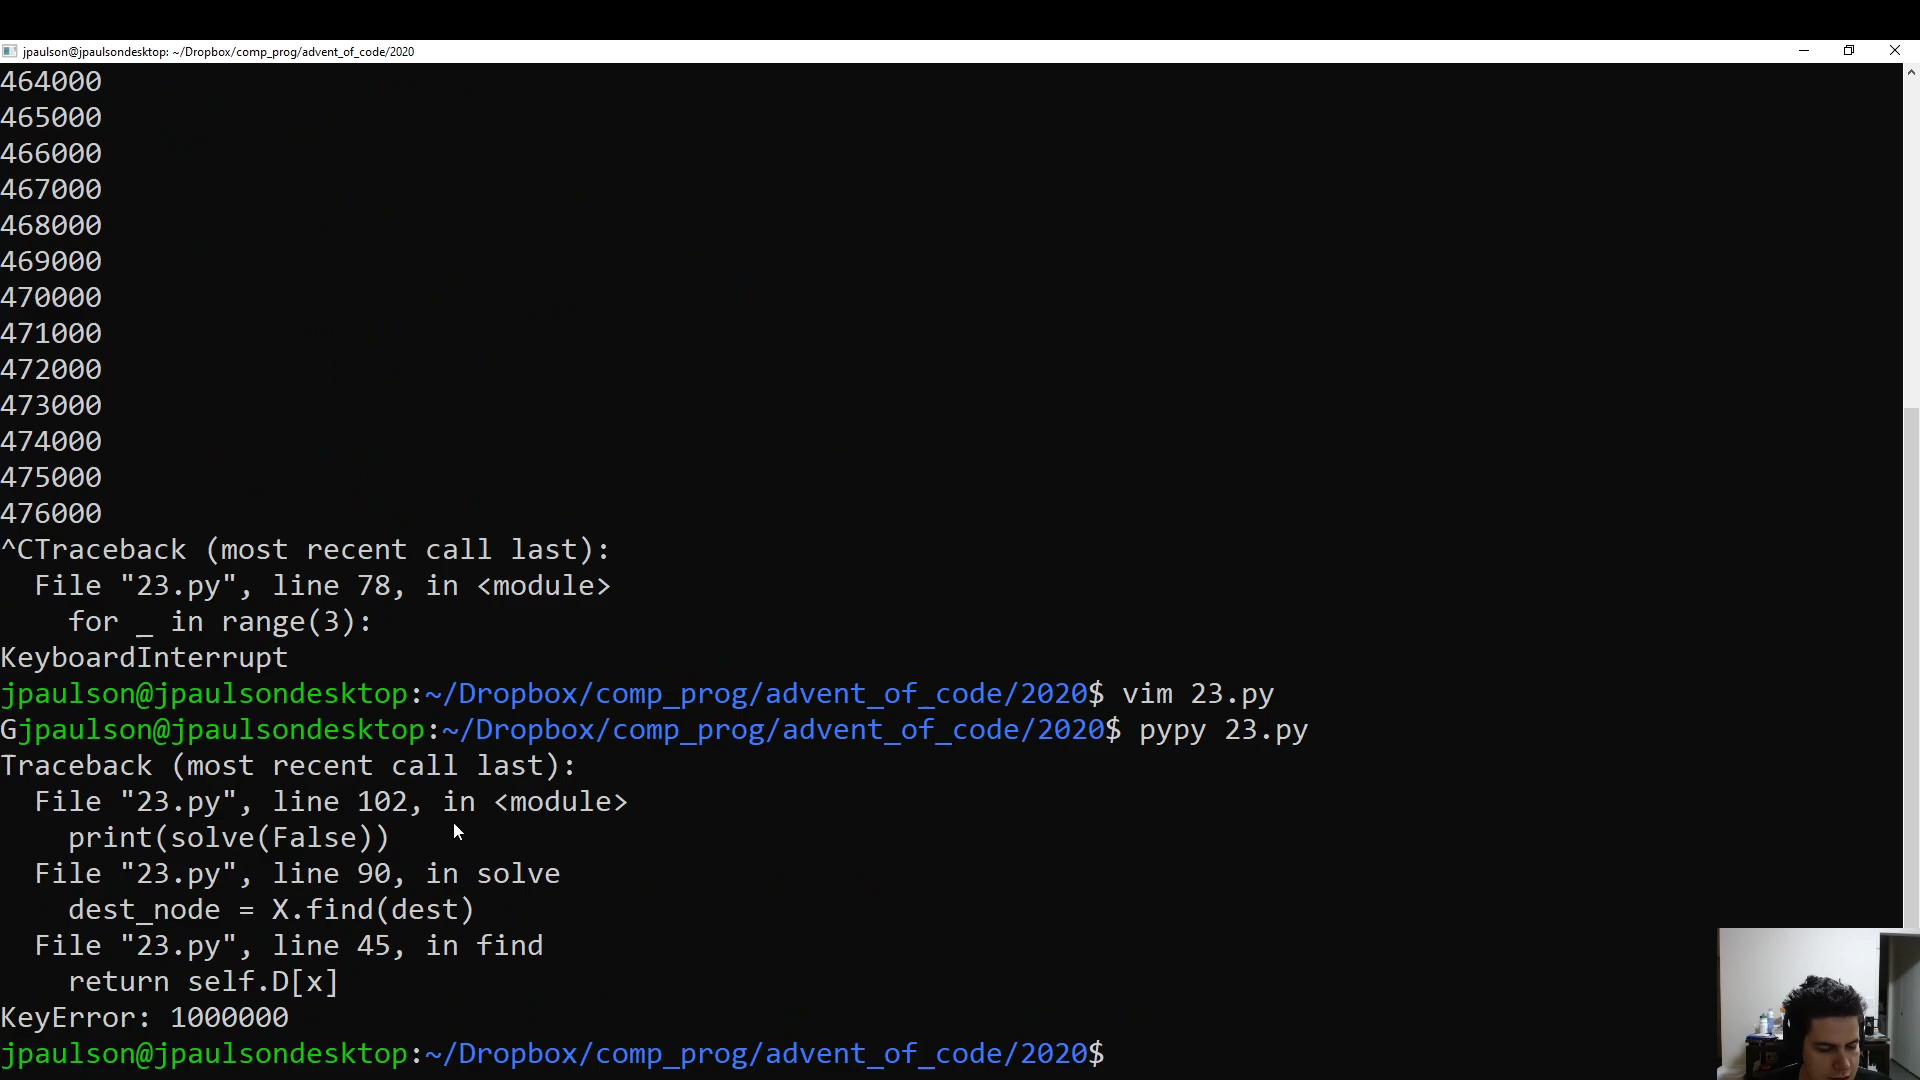 jpaulson@jpaulsondesktop: ~/Dropbox/comp_prog/advent_of_code/2020
464000
465000
466000
467000
468000
469000
470000
471000
472000
473000
474000
475000
476000
^CTraceback (most recent call last):
  File "23.py", line 78, in <module>
    for _ in range(3):
KeyboardInterrupt
jpaulson@jpaulsondesktop:~/Dropbox/comp_prog/advent_of_code/2020$ vim 23.py
Gjpaulson@jpaulsondesktop:~/Dropbox/comp_prog/advent_of_code/2020$ pypy 23.py
Traceback (most recent call last):
  File "23.py", line 102, in <module>
    print(solve(False))
  File "23.py", line 90, in solve
    dest_node = X.find(dest)
  File "23.py", line 45, in find
    return self.D[x]
KeyError: 1000000
jpaulson@jpaulsondesktop:~/Dropbox/comp_prog/advent_of_code/2020$